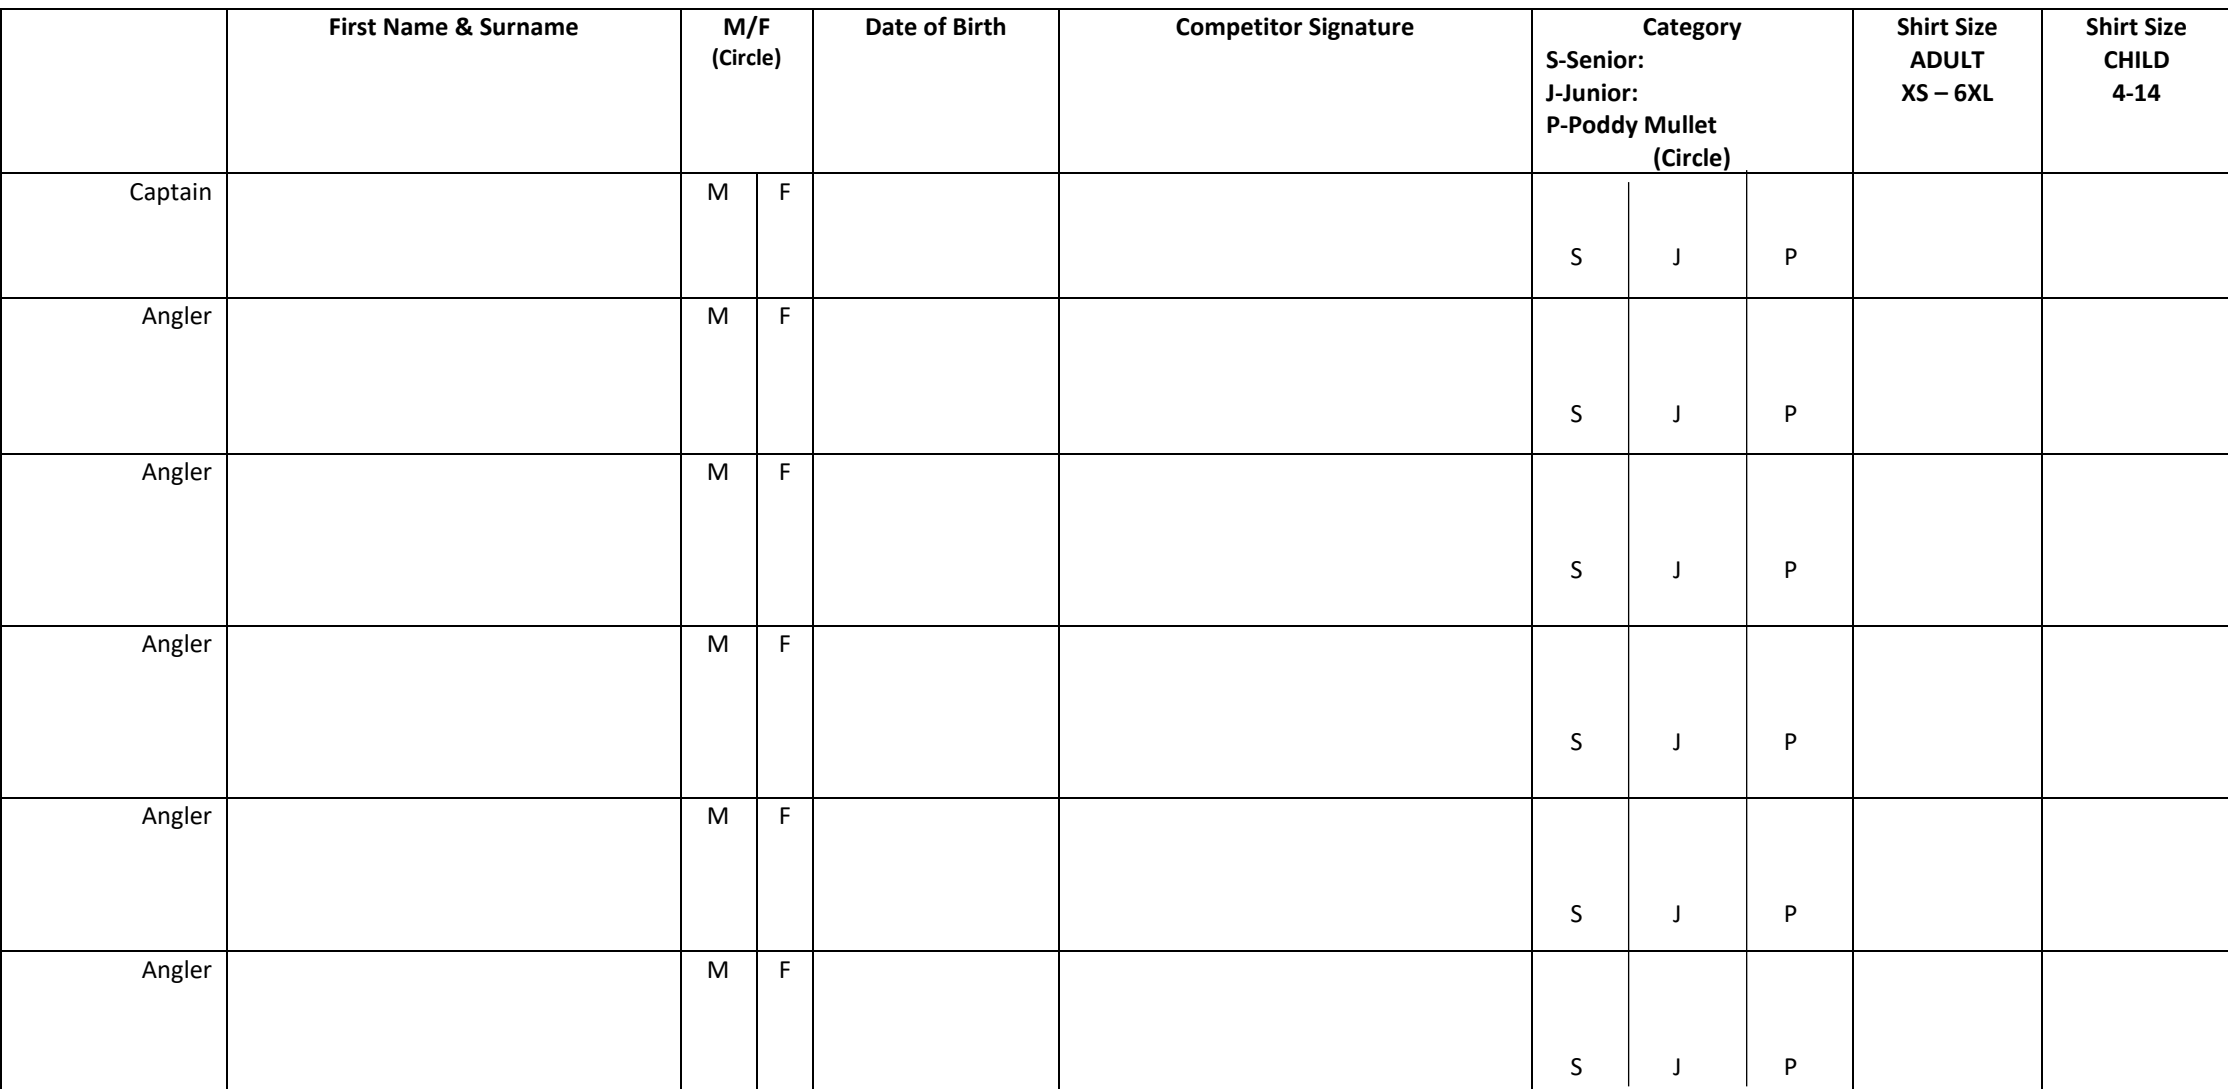 First Name & Surname M/F (Circle) Date of Birth Competitor Signature Category Shirt Size ADULT XS – 6XL Shirt Size CHILD 4-14
S-Senior:
J-Junior:
P-Poddy Mullet
(Circle)
Captain M F
S J P
Angler M F
S J P
Angler M F
S J P
Angler M F
S J P
Angler M F
S J P
Angler M F
S J P